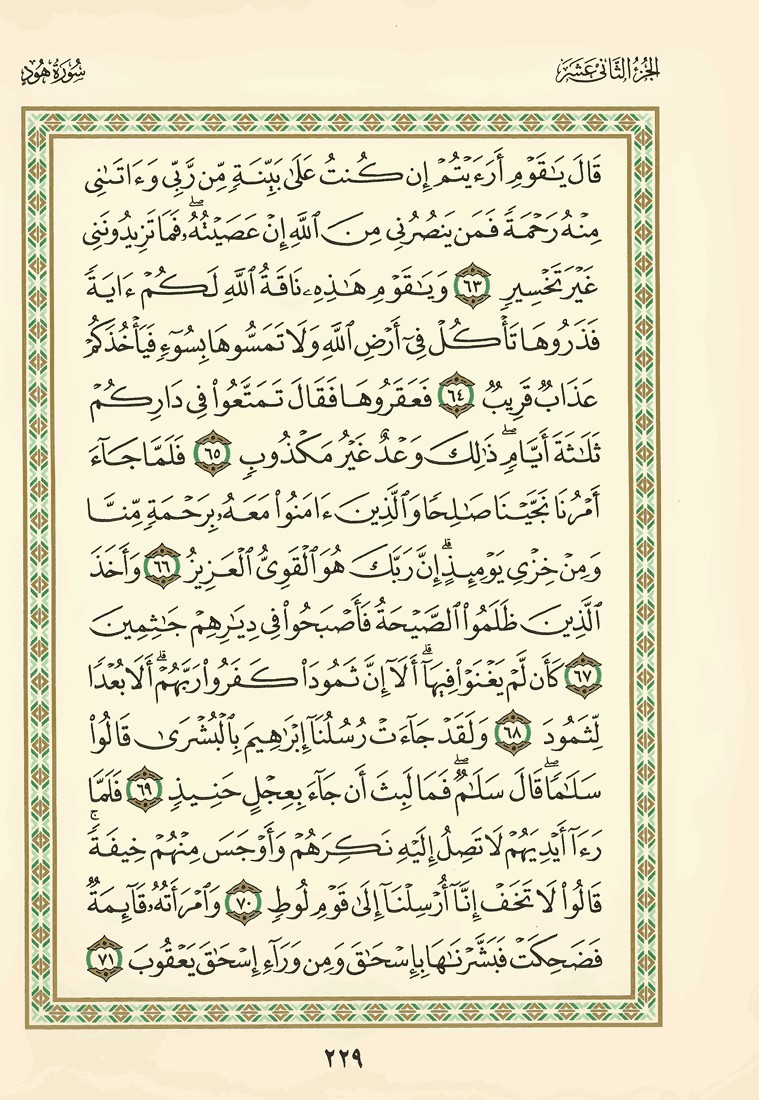 الجزء الثاني عشر
سورة هود
قَالَ يَٰقَوْمِ أَرَءَيْتُمْ إِن كُنتُ عَلَىٰ بَيِّنَةٍ مِّن رَّبِّى وَءَاتَىٰنِى
مِنْهُ رَحْمَةً فَمَن يَنصُرُنِى مِنَ ٱللَّهِ إِنْ عَصَيْتُهُۥ ۖ فَمَا تَزِيدُونَنِى
غَيْرَ تَخْسِيرٍ ٦٣ وَيَٰقَوْمِ هَٰذِهِۦ نَاقَةُ ٱللَّهِ لَكُمْ ءَايَةً
فَذَرُوهَا تَأْكُلْ فِىٓ أَرْضِ ٱللَّهِ وَلَا تَمَسُّوهَا بِسُوٓءٍ فَيَأْخُذَكُمْ
عَذَابٌ قَرِيبٌ ٦٤ فَعَقَرُوهَا فَقَالَ تَمَتَّعُوا۟ فِى دَارِكُمْ
ثَلَٰثَةَ أَيَّامٍ ۖ ذَٰلِكَ وَعْدٌ غَيْرُ مَكْذُوبٍ ٦٥ فَلَمَّا جَآءَ
أَمْرُنَا نَجَّيْنَا صَٰلِحًا وَٱلَّذِينَ ءَامَنُوا۟ مَعَهُۥ بِرَحْمَةٍ مِّنَّا
وَمِنْ خِزْىِ يَوْمِئِذٍ ۗ إِنَّ رَبَّكَ هُوَ ٱلْقَوِىُّ ٱلْعَزِيزُ ٦٦ وَأَخَذَ
ٱلَّذِينَ ظَلَمُوا۟ ٱلصَّيْحَةُ فَأَصْبَحُوا۟ فِى دِيَٰرِهِمْ جَٰثِمِينَ
٦٧ كَأَن لَّمْ يَغْنَوْا۟ فِيهَآ ۗ أَلَآ إِنَّ ثَمُودَا۟ كَفَرُوا۟ رَبَّهُمْ ۗ أَلَا بُعْدًا
لِّثَمُودَ ٦٨ وَلَقَدْ جَآءَتْ رُسُلُنَآ إِبْرَٰهِيمَ بِٱلْبُشْرَىٰ قَالُوا۟
سَلَٰمًا ۖ قَالَ سَلَٰمٌ ۖ فَمَا لَبِثَ أَن جَآءَ بِعِجْلٍ حَنِيذٍ ٦٩ فَلَمَّا
رَءَآ أَيْدِيَهُمْ لَا تَصِلُ إِلَيْهِ نَكِرَهُمْ وَأَوْجَسَ مِنْهُمْ خِيفَةً ۚ
قَالُوا۟ لَا تَخَفْ إِنَّآ أُرْسِلْنَآ إِلَىٰ قَوْمِ لُوطٍ ٧٠ وَٱمْرَأَتُهُۥ قَآئِمَةٌ
فَضَحِكَتْ فَبَشَّرْنَٰهَا بِإِسْحَٰقَ وَمِن وَرَآءِ إِسْحَٰقَ يَعْقُوبَ ٧١
٢٢٩